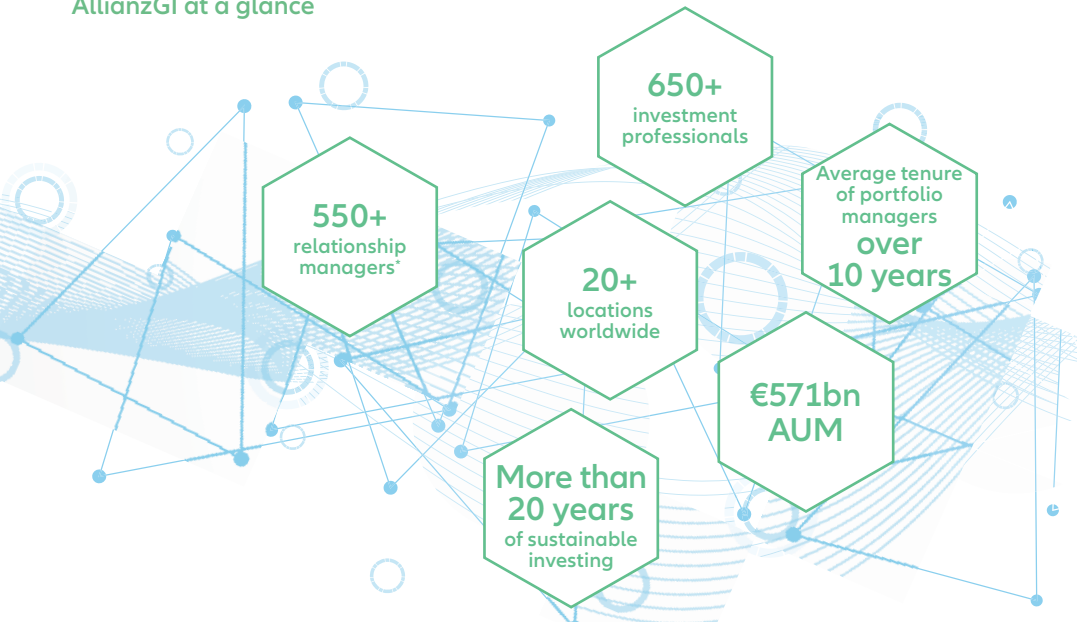 AllianzGI at a glance
650+
investment
professionals
Average tenure
of portfolio
managers
over
10 years
550+
relationship
managers*
20+
locations
worldwide
€571bn
AUM
More than
20 years
of sustainable
investing